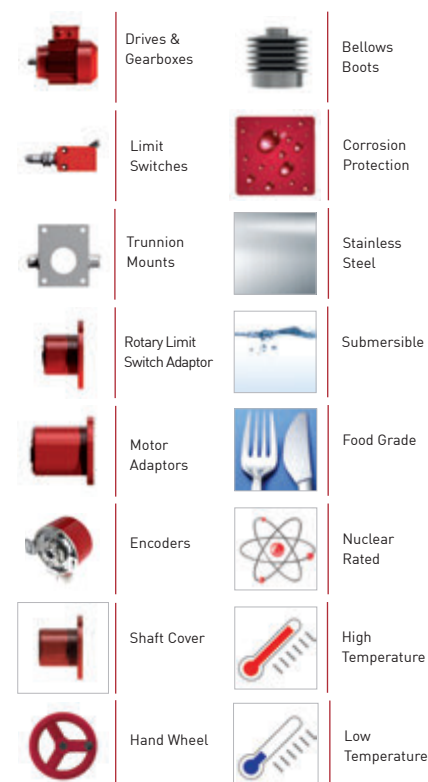 Drives &
Gearboxes
Bellows
Boots
Limit
Switches
Corrosion
Protection
Trunnion
Mounts
Stainless
Steel
Rotary Limit
Switch Adaptor
Submersible
Motor
Adaptors
Food Grade
Encoders
Nuclear
Rated
Shaft Cover
High
Temperature
Hand Wheel
Low
Temperature